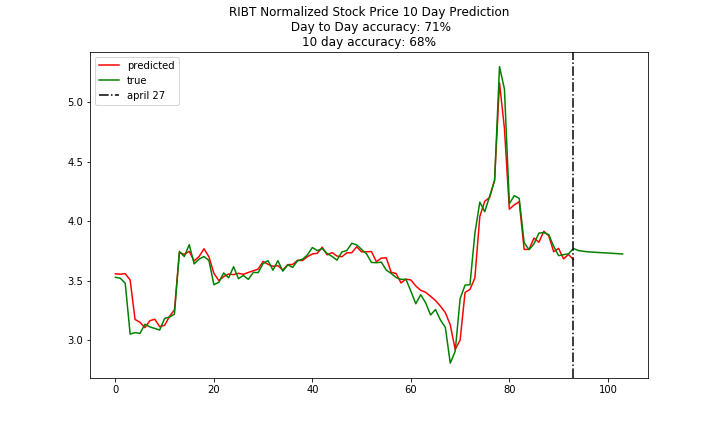 RIBT Normalized Stock Price 10 Day Prediction
Day to Day accuracy: 71%
10 day accuracy: 68%
predicted
true
april 27
5.0
4.5
4.0
3.5
3.0
0
20
40
60
80
100